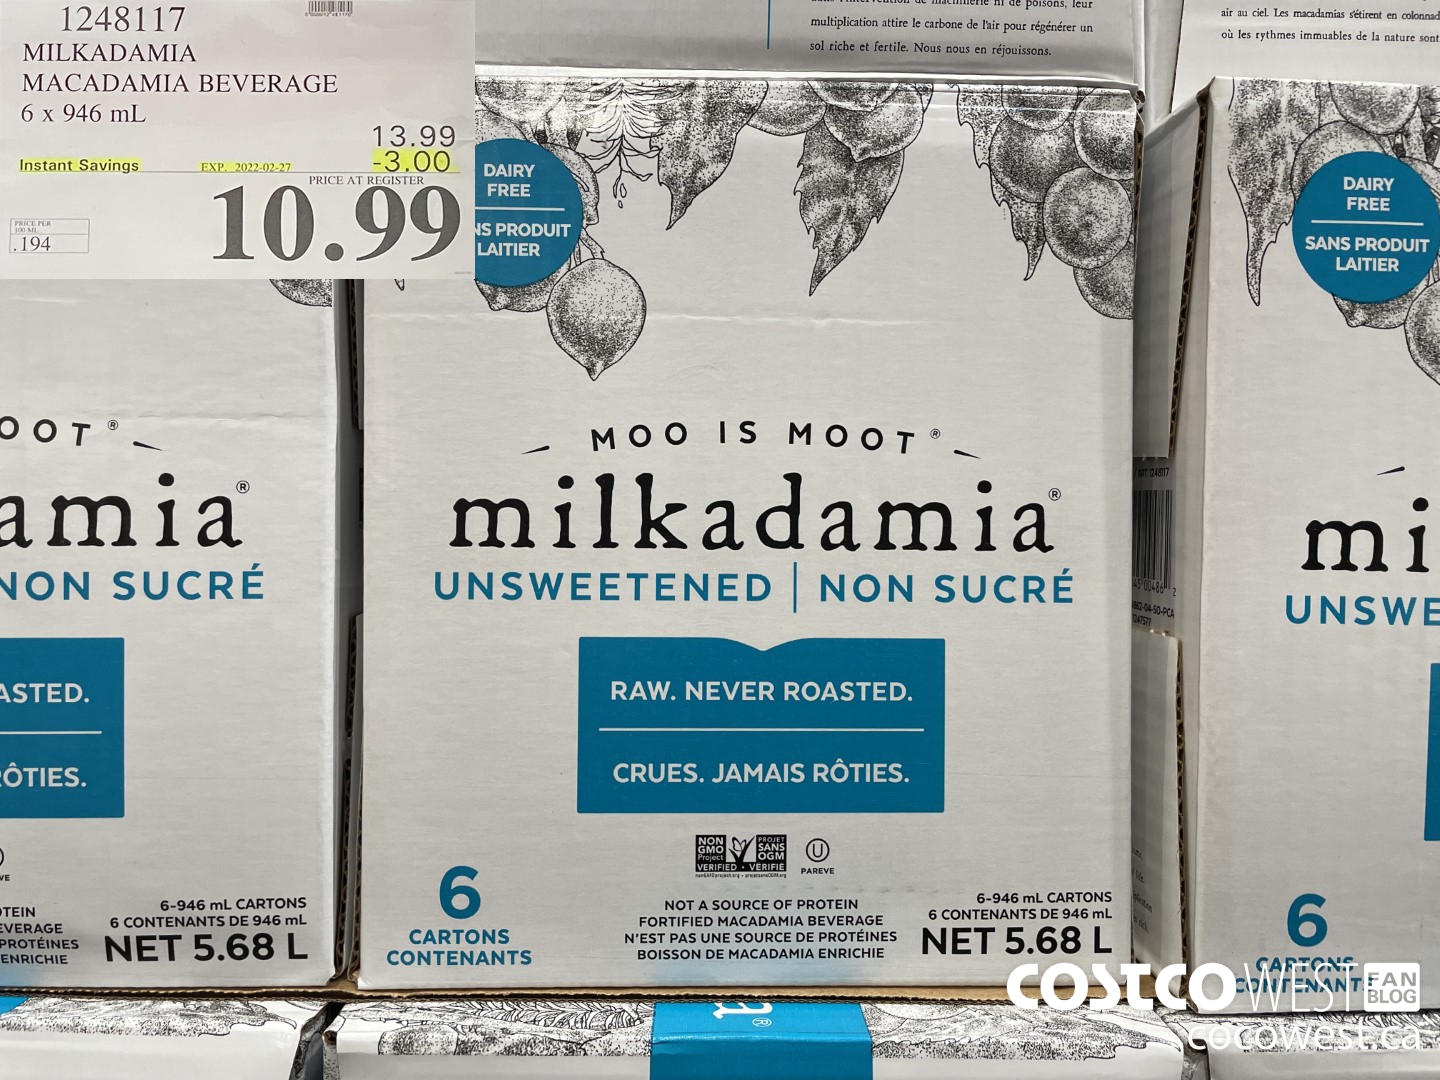 1248117
MILKADAMIA
MACADAMIA BEVERAGE
6 x 946 mL
13.99
Instant Savings EXP. 2022-02-27 -3.00
PRICE AT REGISTER
10.99
PRICE PER
100 ML
.194
multiplication attire le carbone de l'air pour régénérer un
sol riche et fertile. Nous nous en réjouissons.
air au ciel. Les macadamias s'étirent en colonnad
où les rythmes immuables de la nature sont
DAIRY
FREE
NS PRODUIT
LAITIER
DAIRY
FREE
SANS PRODUIT
LAITIER
OOT®
amia®
NON SUCRÉ
ASTED.
RÔTIES.
OTEIN
EVERAGE
PROTÉINES
ENRICHIE
6-946 mL CARTONS
6 CONTENANTS DE 946 mL
NET 5.68 L
MOO IS MOOT®
milkadamia®
UNSWEETENED | NON SUCRÉ
RAW. NEVER ROASTED.
CRUES. JAMAIS RÔTIES.
NON GMO Project VERIFIED
PROJET SANS OGM VÉRIFIÉ
U
PAREVE
6
CARTONS
CONTENANTS
NOT A SOURCE OF PROTEIN
FORTIFIED MACADAMIA BEVERAGE
N'EST PAS UNE SOURCE DE PROTÉINES
BOISSON DE MACADAMIA ENRICHIE
6-946 mL CARTONS
6 CONTENANTS DE 946 mL
NET 5.68 L
mi
UNSWE
6
CARTONS
CONTENANTS
COSTCO WEST FAN BLOG
cocowest.ca
a®